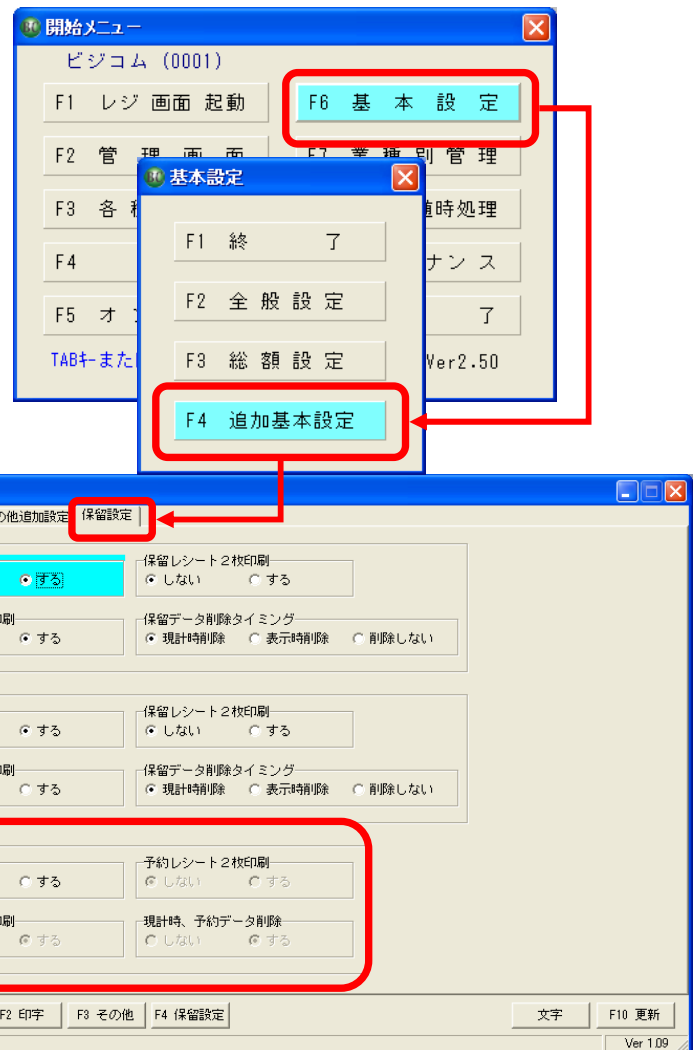 開始メニュー
ビジコム (0001)
F1 レジ 画面 起動
F6 基 本 設 定
F2 管 理 画 面
F7 業 種 別 管 理
基本設定
F3 各
随時処理
F1 終 了
F4
ナ ン ス
F2 全 般 設 定
F5 オ
了
TABキーまた
F3 総 額 設 定
Ver2.50
F4 追加基本設定
の他追加設定
保留設定
する
保留レシート２枚印刷
しない する
印刷
する
保留データ削除タイミング
現計時削除 表示時削除 削除しない
する
保留レシート２枚印刷
しない する
印刷
する
保留データ削除タイミング
現計時削除 表示時削除 削除しない
する
予約レシート２枚印刷
しない する
印刷
する
現計時、予約データ削除
しない する
F2 印字
F3 その他
F4 保留設定
文字
F10 更新
Ver 1.09